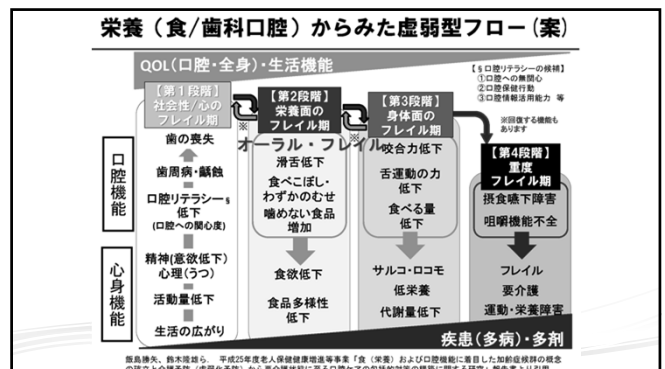 栄養（食/歯科口腔）からみた虚弱型フロー(案)
QOL(口腔・全身)・生活機能
【§口腔リテラシーの候補】
①口腔への無関心
②口腔保健行動
③口腔情報活用能力 等
※回復する機能も
あります
【第１段階】
社会性/心の
フレイル期
【第2段階】
栄養面の
フレイル期
【第3段階】
身体面の
フレイル期
【第4段階】
重度
フレイル期
※
※
オーラル・フレイル
口腔機能
歯の喪失
歯周病・齲蝕
口腔リテラシー§
低下
(口腔への関心度)
滑舌低下
食べこぼし・
わずかのむせ
噛めない食品
増加
咬合力低下
舌運動の力
低下
食べる量
低下
摂食嚥下障害
咀嚼機能不全
心身機能
精神(意欲低下)
心理(うつ)
活動量低下
生活の広がり
食欲低下
食品多様性
低下
サルコ・ロコモ
低栄養
代謝量低下
フレイル
要介護
運動・栄養障害
疾患(多病)・多剤
飯島勝矢、鈴木隆雄ら. 平成25年度老人保健健康増進等事業「食（栄養）および口腔機能に着目した加齢症候群の概念